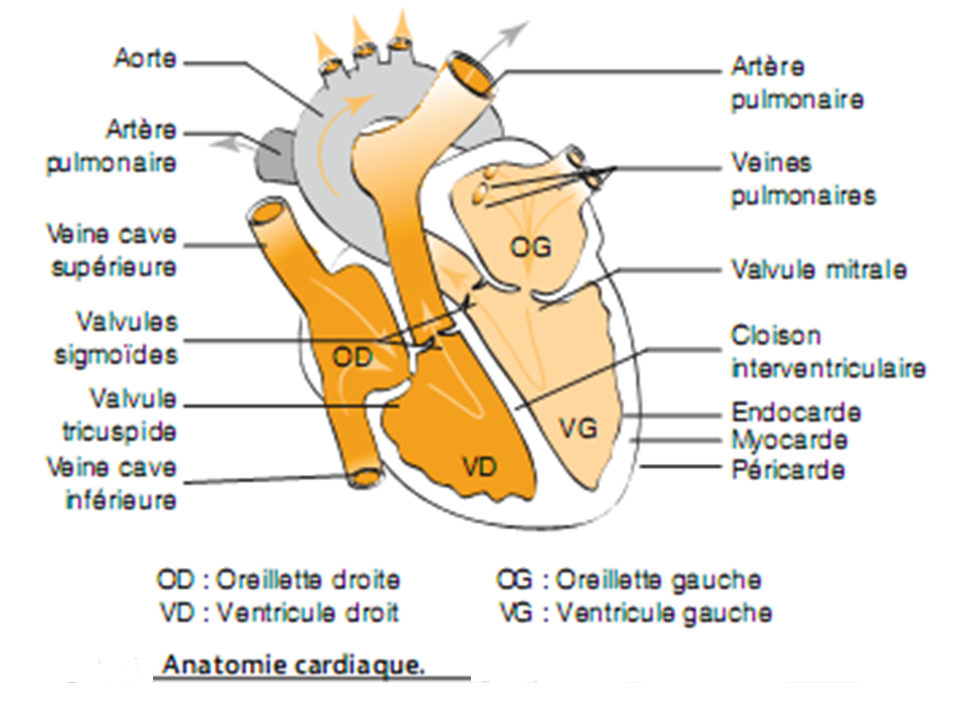 Aorte
Artère
pulmonaire
Veine cave
supérieure
Valvules
sigmoïdes
Valvule
tricuspide
Veine cave
inférieure
Artère
pulmonaire
Veines
pulmonaires
Valvule mitrale
Cloison
interventriculaire
Endocarde
Myocarde
Péricarde
OG
OD
VG
VD
OD : Oreillette droite
OG : Oreillette gauche
VD : Ventricule droit
VG : Ventricule gauche
Anatomie cardiaque.